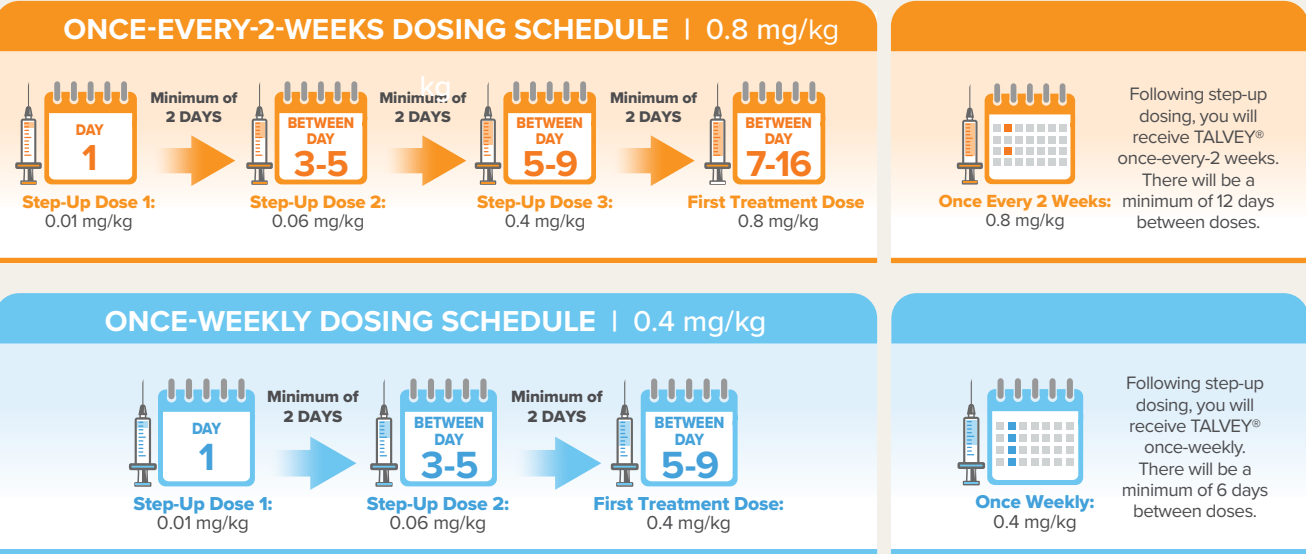 ONCE-EVERY-2-WEEKS DOSING SCHEDULE | 0.8 mg/kg
kg
DAY
1
Step-Up Dose 1:
0.01 mg/kg
Minimum of
2 DAYS
BETWEEN
DAY
3-5
Step-Up Dose 2:
0.06 mg/kg
Minimum of
2 DAYS
BETWEEN
DAY
5-9
Step-Up Dose 3:
0.4 mg/kg
Minimum of
2 DAYS
BETWEEN
DAY
7-16
First Treatment Dose
0.8 mg/kg
Once Every 2 Weeks:
0.8 mg/kg
Following step-up
dosing, you will
receive TALVEY®
once-every-2 weeks.
There will be a
minimum of 12 days
between doses.
ONCE-WEEKLY DOSING SCHEDULE | 0.4 mg/kg
DAY
1
Step-Up Dose 1:
0.01 mg/kg
Minimum of
2 DAYS
BETWEEN
DAY
3-5
Step-Up Dose 2:
0.06 mg/kg
Minimum of
2 DAYS
BETWEEN
DAY
5-9
First Treatment Dose:
0.4 mg/kg
Once Weekly:
0.4 mg/kg
Following step-up
dosing, you will
receive TALVEY®
once-weekly.
There will be a
minimum of 6 days
between doses.